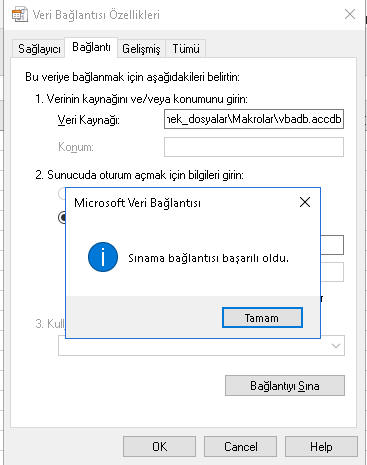 Veri Bağlantısı Özellikleri
Sağlayıcı Bağlantı Gelişmiş Tümü
Bu veriye bağlanmak için aşağıdakileri belirtin:
1. Verinin kaynağını ve/veya konumunu girin:
Veri Kaynağı: nek_dosyalar\Makrolar\vbadb.accdb
Konum:
2. Sunucuda oturum açmak için bilgileri girin:
Microsoft Veri Bağlantısı
Sınama bağlantısı başarılı oldu.
Tamam
3. Kull
Bağlantıyı Sına
OK Cancel Help